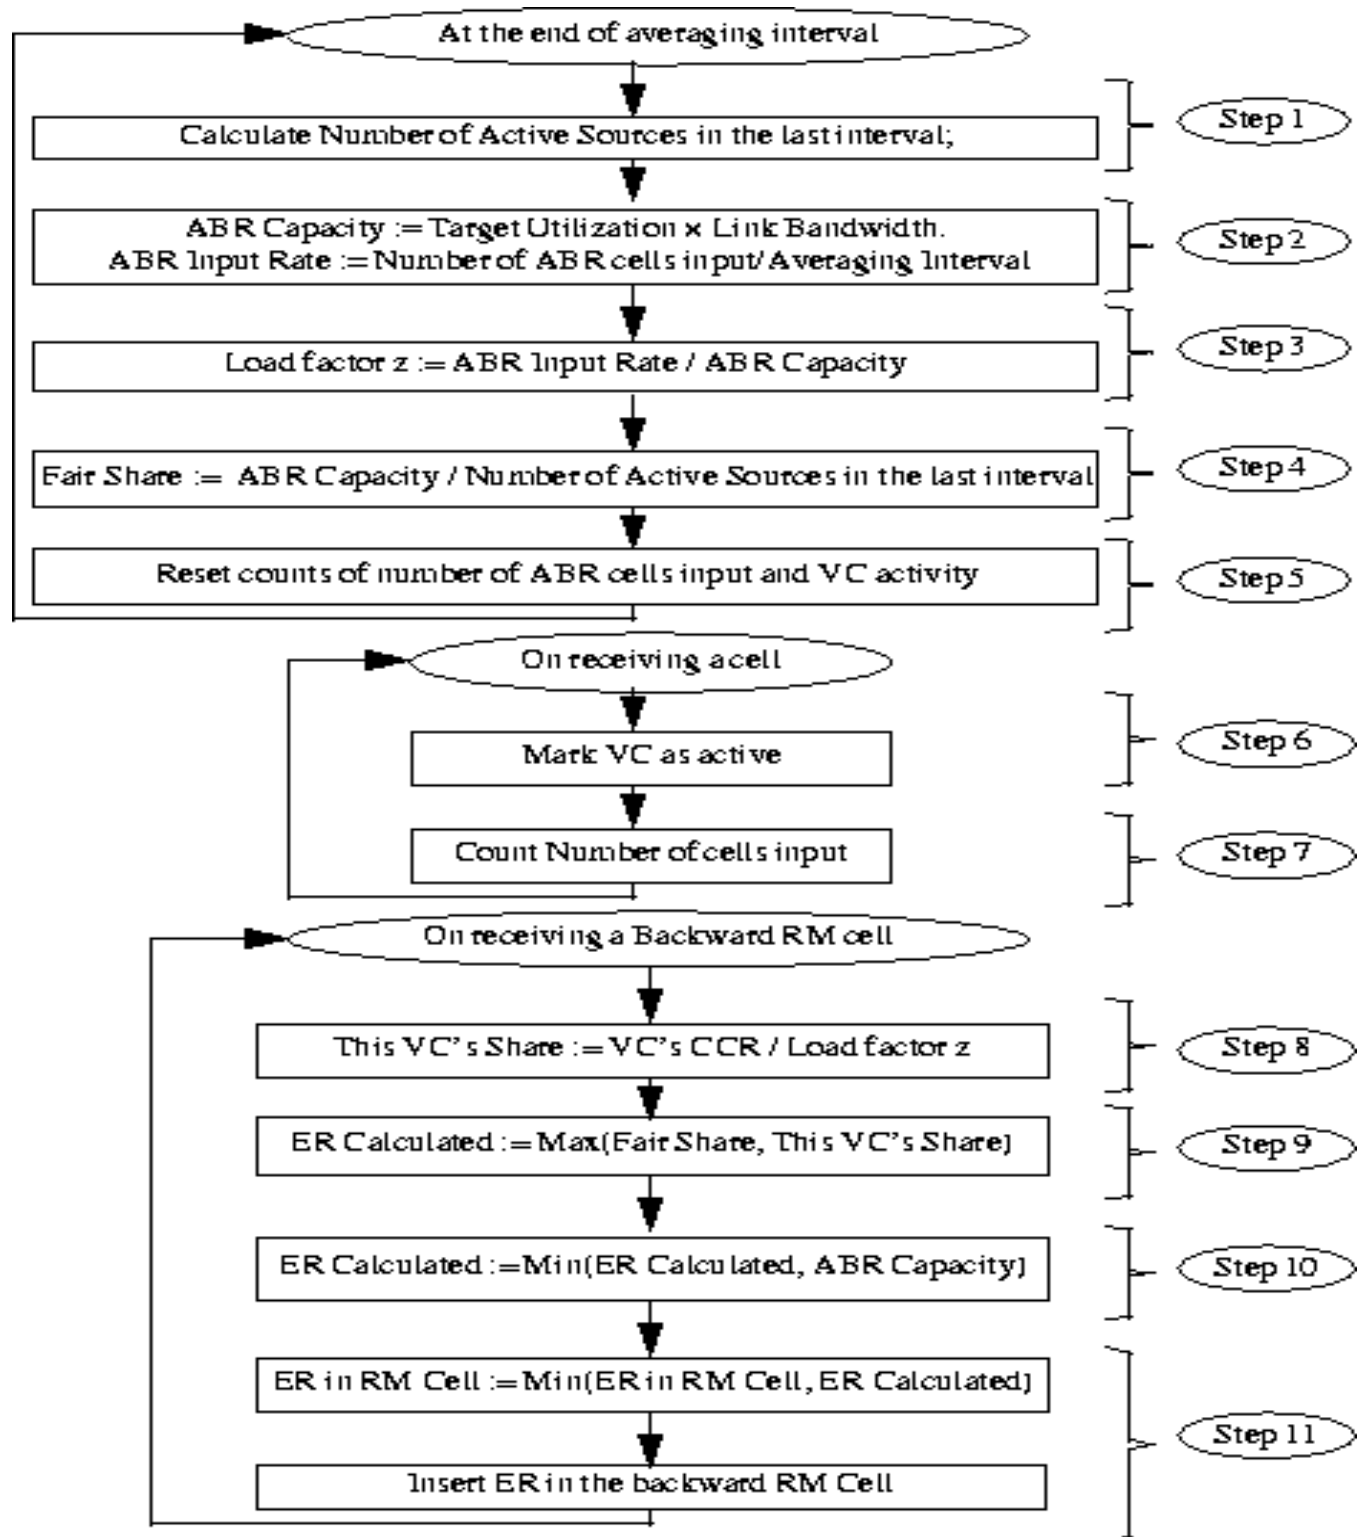 At the end of averaging interval
Calculate Number of Active Sources in the last interval;
Step 1
ABR Capacity := Target Utilization × Link Bandwidth.
ABR Input Rate := Number of ABR cells input/Averaging Interval
Step 2
Load factor z := ABR Input Rate / ABR Capacity
Step 3
Fair Share := ABR Capacity / Number of Active Sources in the last interval
Step 4
Reset counts of number of ABR cells input and VC activity
Step 5
On receiving a cell
Mark VC as active
Step 6
Count Number of cells input
Step 7
On receiving a Backward RM cell
This VC's Share := VC's CCR / Load factor z
Step 8
ER Calculated := Max(Fair Share, This VC's Share)
Step 9
ER Calculated := Min(ER Calculated, ABR Capacity)
Step 10
ER in RM Cell := Min(ER in RM Cell, ER Calculated)
Step 11
Insert ER in the backward RM Cell